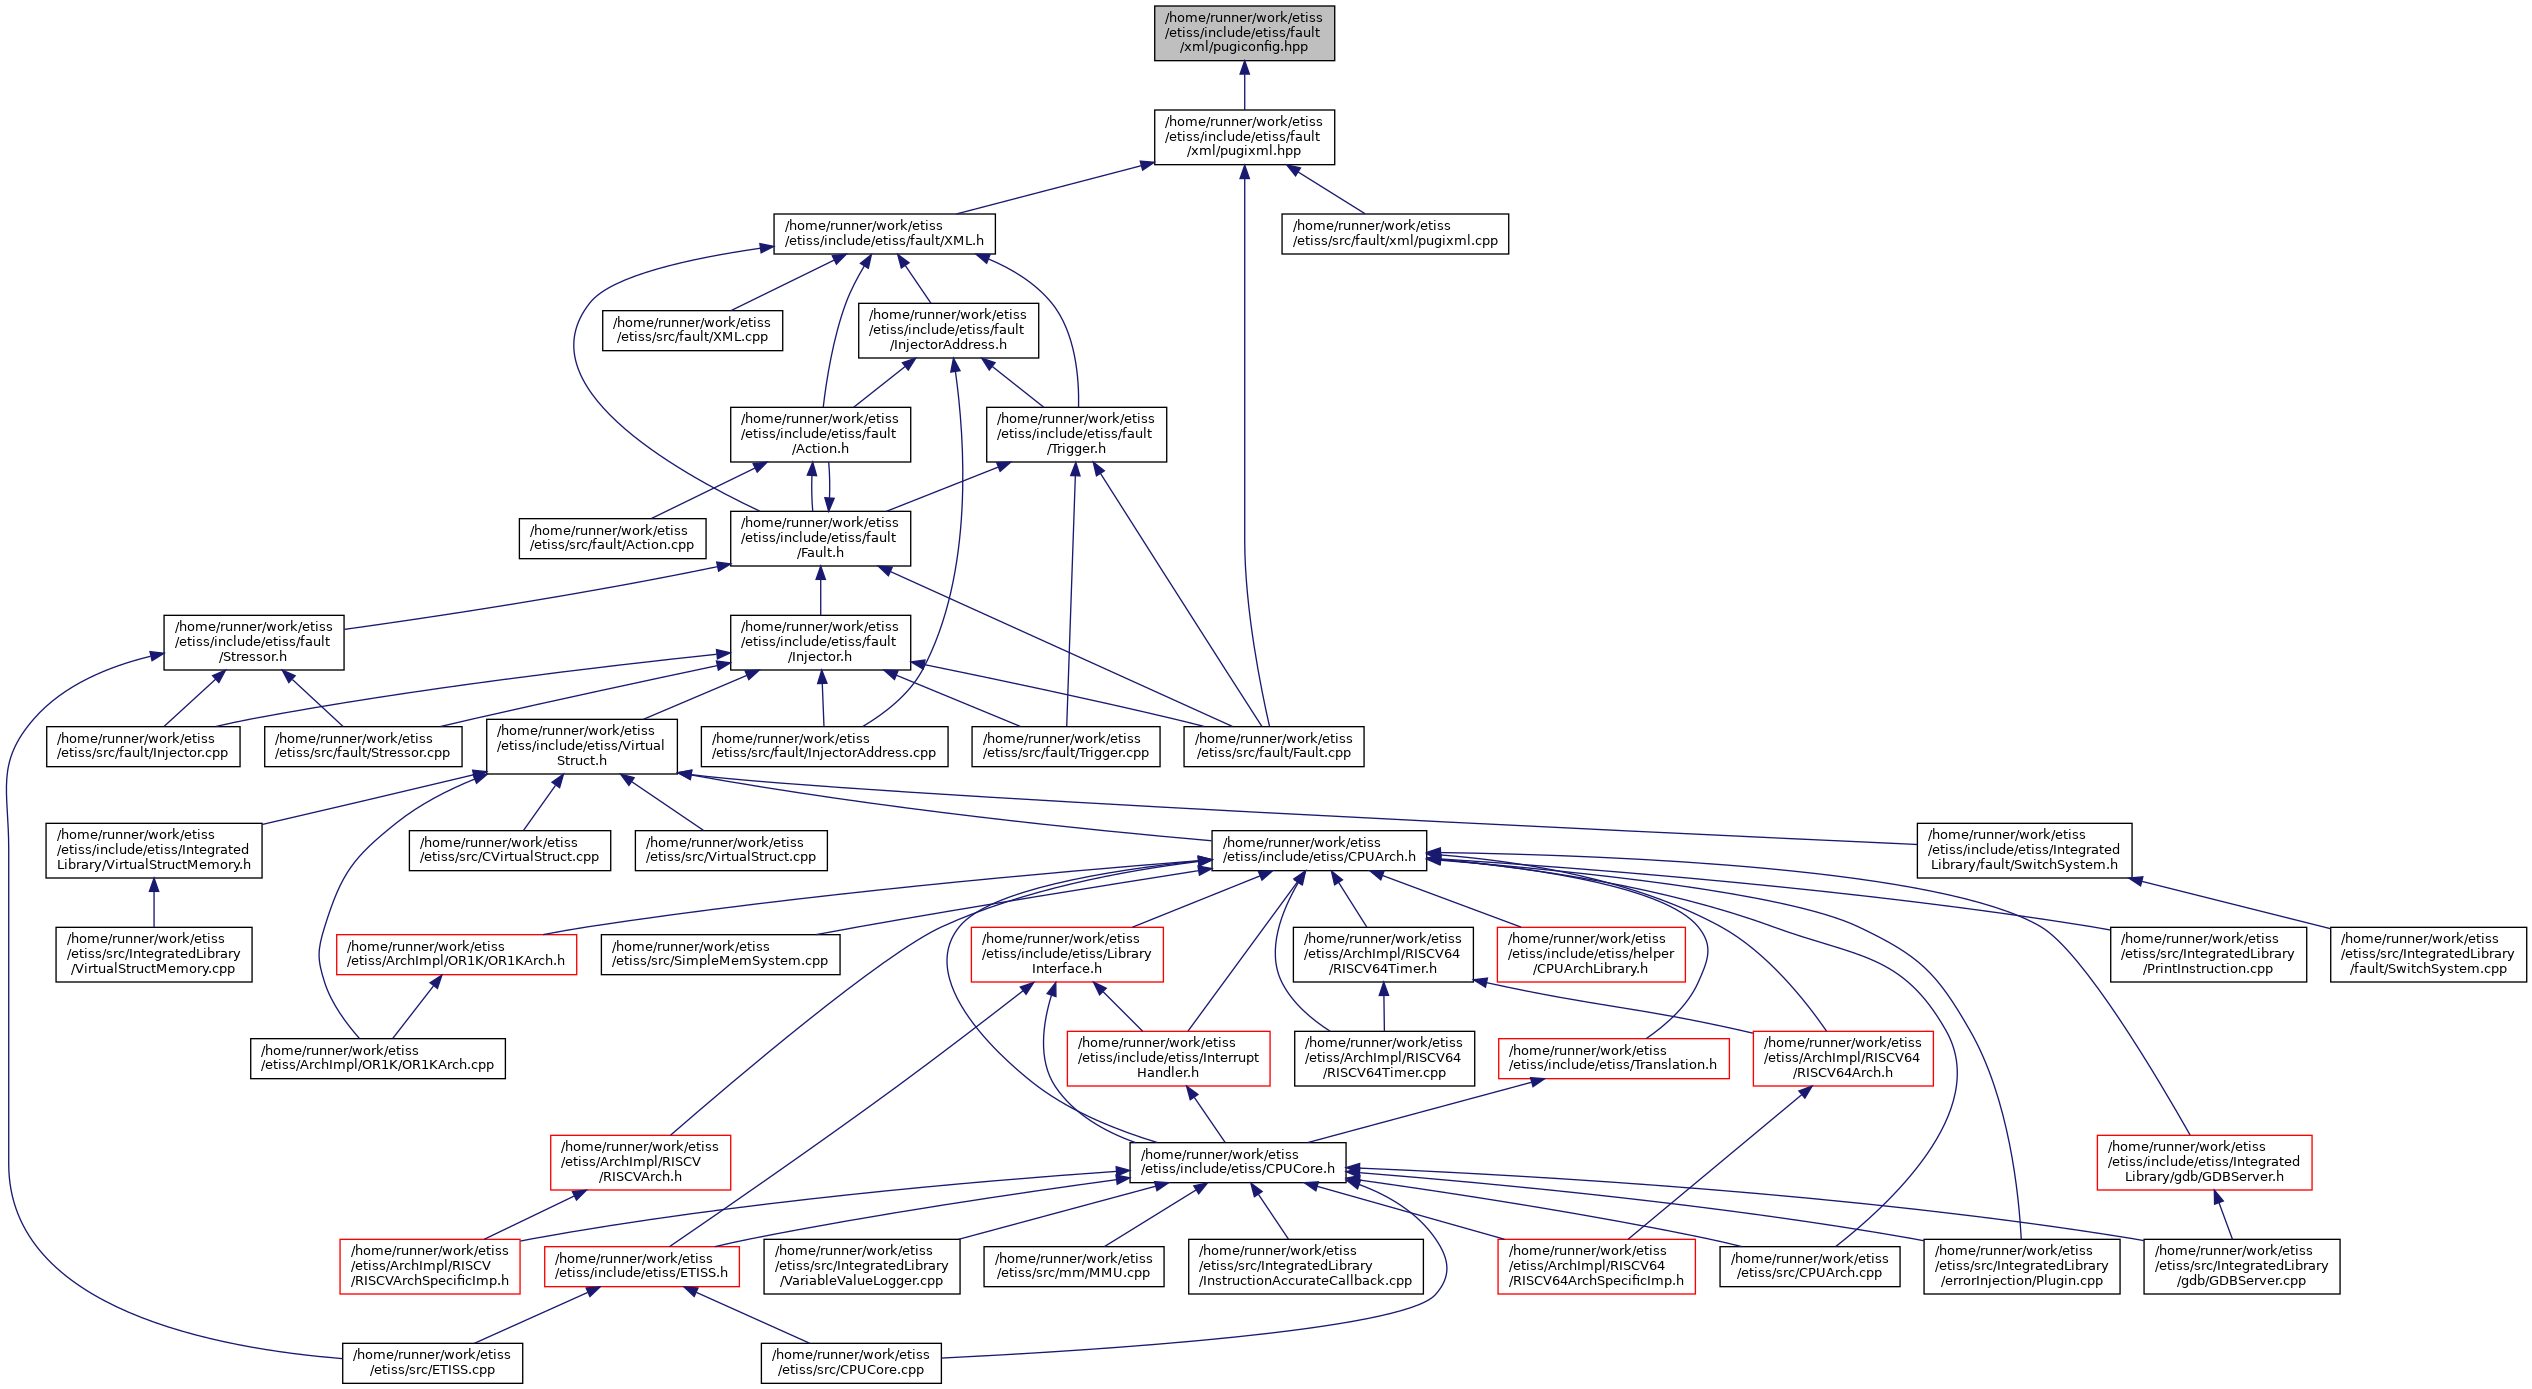 /home/runner/work/etiss
/etiss/include/etiss/fault
/xml/pugiconfig.hpp
/home/runner/work/etiss
/etiss/include/etiss/fault
/xml/pugixml.hpp
/home/runner/work/etiss
/etiss/include/etiss/fault/XML.h
/home/runner/work/etiss
/etiss/src/fault/xml/pugixml.cpp
/home/runner/work/etiss
/etiss/src/fault/XML.cpp
/home/runner/work/etiss
/etiss/include/etiss/fault
/InjectorAddress.h
/home/runner/work/etiss
/etiss/include/etiss/fault
/Action.h
/home/runner/work/etiss
/etiss/include/etiss/fault
/Trigger.h
/home/runner/work/etiss
/etiss/src/fault/Action.cpp
/home/runner/work/etiss
/etiss/include/etiss/fault
/Fault.h
/home/runner/work/etiss
/etiss/include/etiss/fault
/Stressor.h
/home/runner/work/etiss
/etiss/include/etiss/fault
/Injector.h
/home/runner/work/etiss
/etiss/src/fault/Injector.cpp
/home/runner/work/etiss
/etiss/src/fault/Stressor.cpp
/home/runner/work/etiss
/etiss/include/etiss/Virtual
Struct.h
/home/runner/work/etiss
/etiss/src/fault/InjectorAddress.cpp
/home/runner/work/etiss
/etiss/src/fault/Trigger.cpp
/home/runner/work/etiss
/etiss/src/fault/Fault.cpp
/home/runner/work/etiss
/etiss/include/etiss/Integrated
Library/VirtualStructMemory.h
/home/runner/work/etiss
/etiss/src/CVirtualStruct.cpp
/home/runner/work/etiss
/etiss/src/VirtualStruct.cpp
/home/runner/work/etiss
/etiss/include/etiss/CPUArch.h
/home/runner/work/etiss
/etiss/include/etiss/Integrated
Library/fault/SwitchSystem.h
/home/runner/work/etiss
/etiss/src/IntegratedLibrary
/VirtualStructMemory.cpp
/home/runner/work/etiss
/etiss/ArchImpl/OR1K/OR1KArch.h
/home/runner/work/etiss
/etiss/src/SimpleMemSystem.cpp
/home/runner/work/etiss
/etiss/include/etiss/Library
Interface.h
/home/runner/work/etiss
/etiss/ArchImpl/RISCV64
/RISCV64Timer.h
/home/runner/work/etiss
/etiss/include/etiss/helper
/CPUArchLibrary.h
/home/runner/work/etiss
/etiss/src/IntegratedLibrary
/PrintInstruction.cpp
/home/runner/work/etiss
/etiss/src/IntegratedLibrary
/fault/SwitchSystem.cpp
/home/runner/work/etiss
/etiss/ArchImpl/OR1K/OR1KArch.cpp
/home/runner/work/etiss
/etiss/include/etiss/Interrupt
Handler.h
/home/runner/work/etiss
/etiss/ArchImpl/RISCV64
/RISCV64Timer.cpp
/home/runner/work/etiss
/etiss/include/etiss/Translation.h
/home/runner/work/etiss
/etiss/ArchImpl/RISCV64
/RISCV64Arch.h
/home/runner/work/etiss
/etiss/ArchImpl/RISCV
/RISCVArch.h
/home/runner/work/etiss
/etiss/include/etiss/CPUCore.h
/home/runner/work/etiss
/etiss/include/etiss/Integrated
Library/gdb/GDBServer.h
/home/runner/work/etiss
/etiss/ArchImpl/RISCV
/RISCVArchSpecificImp.h
/home/runner/work/etiss
/etiss/include/etiss/ETISS.h
/home/runner/work/etiss
/etiss/src/IntegratedLibrary
/VariableValueLogger.cpp
/home/runner/work/etiss
/etiss/src/mm/MMU.cpp
/home/runner/work/etiss
/etiss/src/IntegratedLibrary
/InstructionAccurateCallback.cpp
/home/runner/work/etiss
/etiss/ArchImpl/RISCV64
/RISCV64ArchSpecificImp.h
/home/runner/work/etiss
/etiss/src/CPUArch.cpp
/home/runner/work/etiss
/etiss/src/IntegratedLibrary
/errorInjection/Plugin.cpp
/home/runner/work/etiss
/etiss/src/IntegratedLibrary
/gdb/GDBServer.cpp
/home/runner/work/etiss
/etiss/src/ETISS.cpp
/home/runner/work/etiss
/etiss/src/CPUCore.cpp